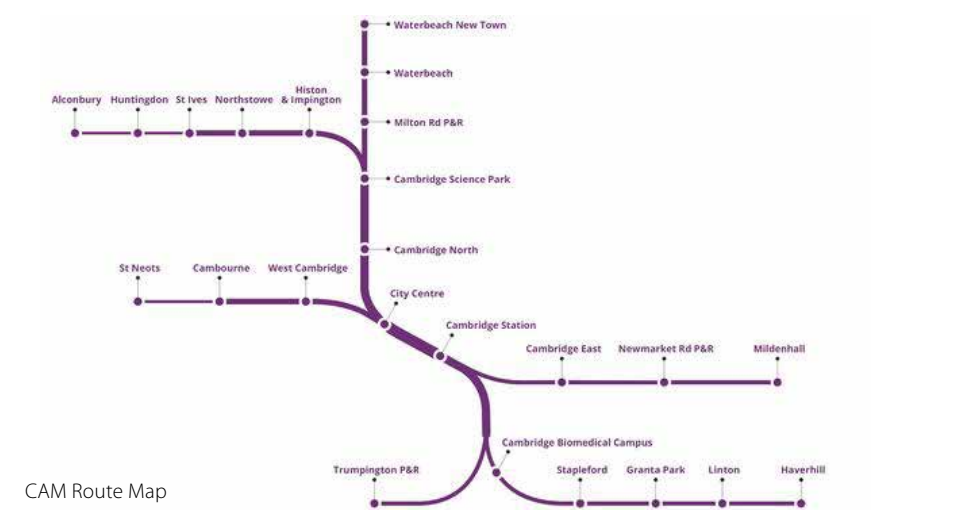 Waterbeach New Town
Waterbeach
Histon
Alconbury Huntingdon St Ives Northstowe & Impington
Milton Rd P&R
Cambridge Science Park
Cambridge North
St Neots Cambourne West Cambridge
City Centre
Cambridge Station
Cambridge East Newmarket Rd P&R Mildenhall
Cambridge Biomedical Campus
Trumpington P&R Stapleford Granta Park Linton Haverhill
CAM Route Map